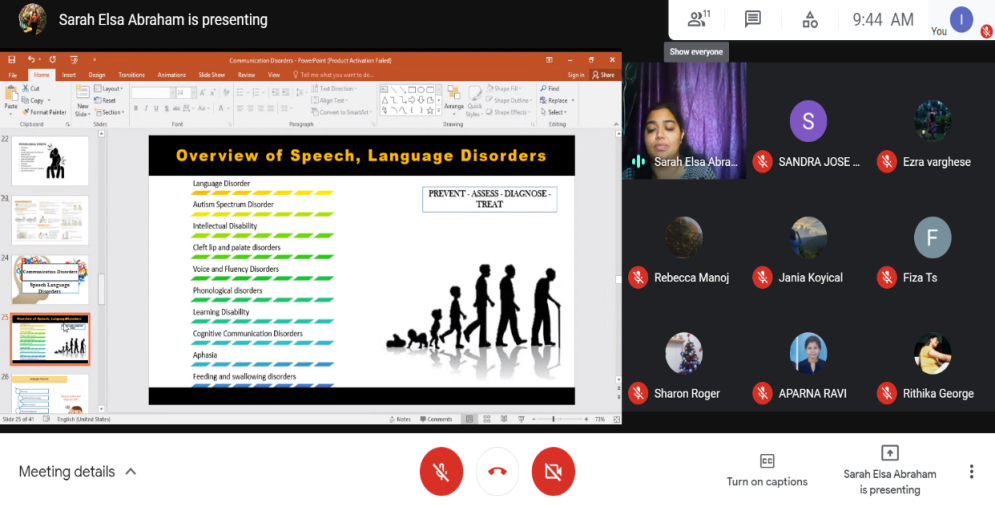 Sarah Elsa Abraham is presenting
11
9:44 AM
You
I
Show everyone
Communication Disorders - PowerPoint (Product Activation Failed)
File Home Insert Design Transitions Animations Slide Show Review View Tell me what you want to do... Sign in Share
Paste
Cut
Copy
Format Painter
Clipboard
New
Slide
Layout
Reset
Section
Slides
Font
Text Direction
Align Text
Convert to SmartArt
Paragraph
Arrange
Quick
Styles
Shape Fill
Shape Outline
Shape Effects
Drawing
Find
Replace
Select
Editing
22
24
Communication Disorders
Speech Language
Disorders
25
Overview of Speech, Language Disorders
26
Overview of Speech, Language Disorders
Language Disorder
Autism Spectrum Disorder
Intellectual Disability
Cleft lip and palate disorders
Voice and Fluency Disorders
Phonological disorders
Learning Disability
Cognitive Communication Disorders
Aphasia
Feeding and swallowing disorders
PREVENT - ASSESS - DIAGNOSE -
TREAT
Slide 25 of 41 English (United States) Notes Comments 73%
Sarah Elsa Abra...
S
SANDRA JOSE ...
Ezra varghese
Rebecca Manoj
Jania Koyical
F
Fiza Ts
Sharon Roger
APARNA RAVI
Rithika George
Meeting details
CC
Turn on captions
Sarah Elsa Abraham
is presenting